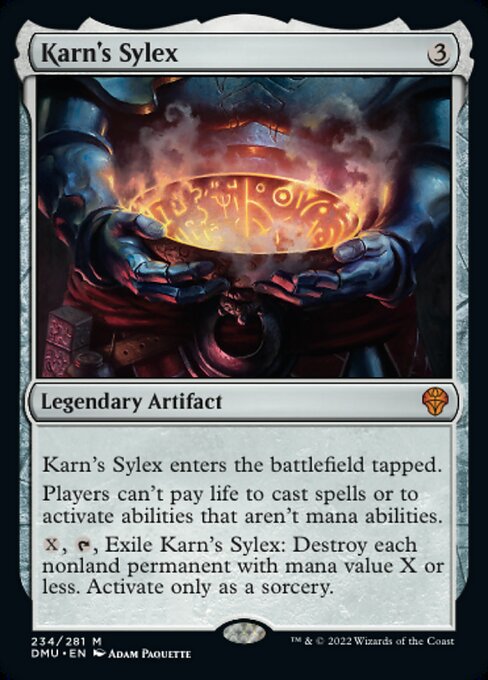 Karn's Sylex 3
Legendary Artifact
Karn's Sylex enters the battlefield tapped.
Players can't pay life to cast spells or to
activate abilities that aren't mana abilities.
X, , Exile Karn's Sylex: Destroy each
nonland permanent with mana value X or
less. Activate only as a sorcery.
234/281 M
DMU • EN Adam Paquette
™ & © 2022 Wizards of the Coast